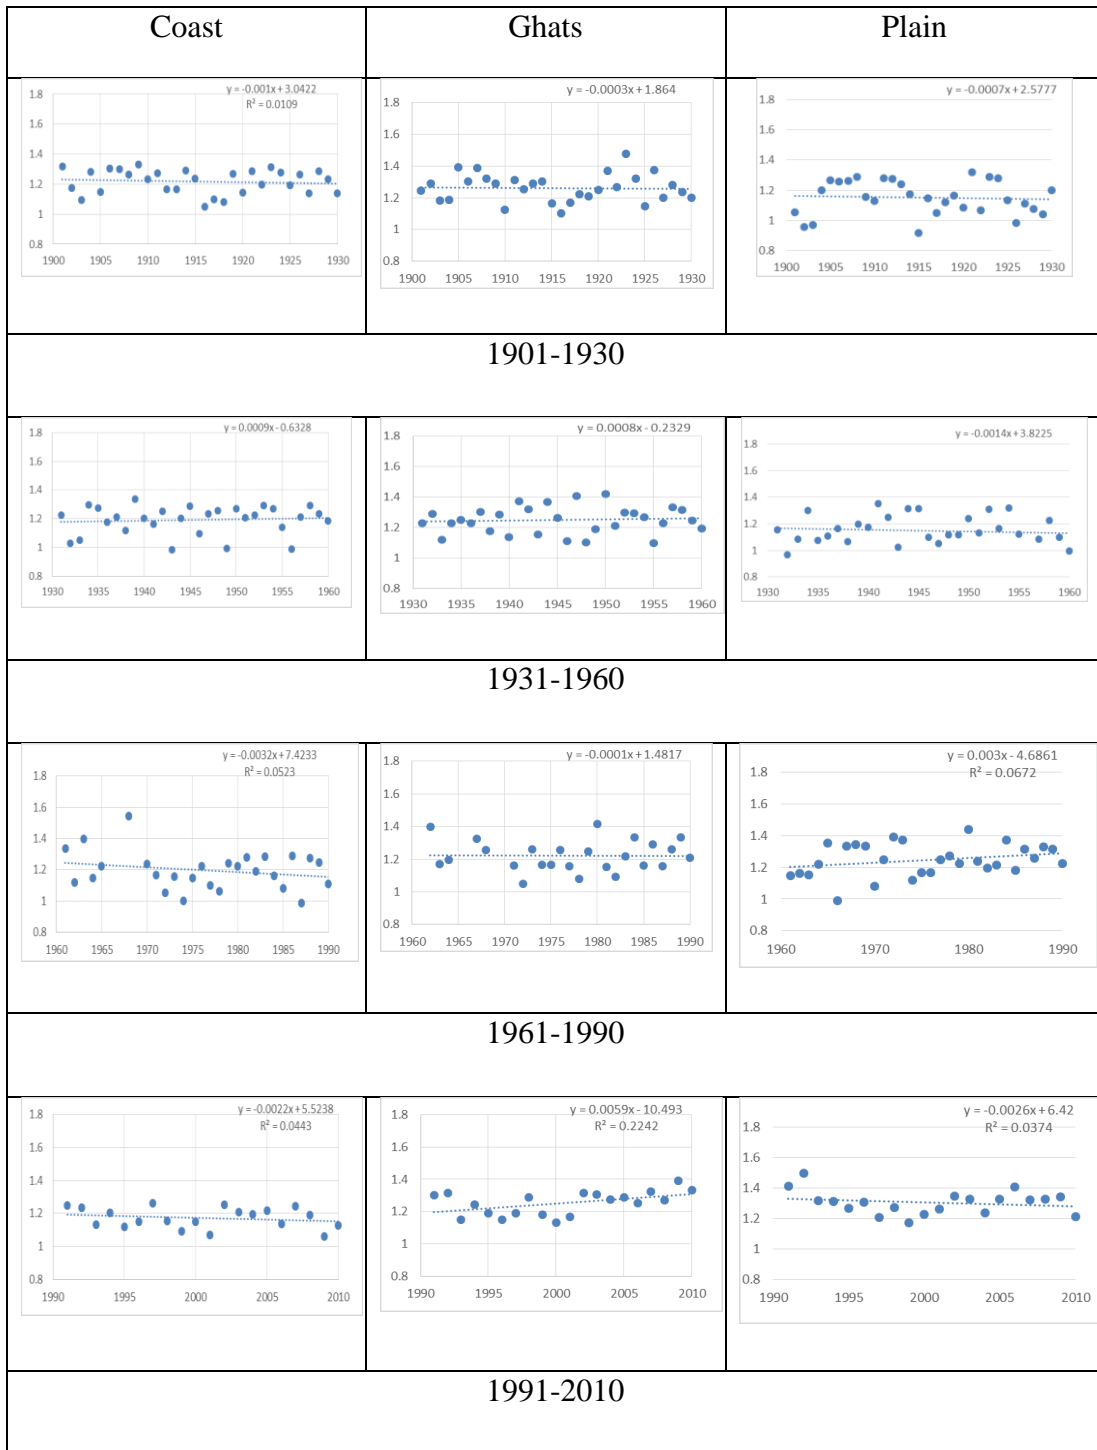 Coast Ghats Plain
y = -0.001x + 3.0422
R² = 0.0109
1.8
1.6
1.4
1.2
1
0.8
1900 1905 1910 1915 1920 1925 1930
y = -0.0003x + 1.864
1.8
1.6
1.4
1.2
1
0.8
1900 1905 1910 1915 1920 1925 1930
y = -0.0007x + 2.5777
1.8
1.6
1.4
1.2
1
0.8
1900 1905 1910 1915 1920 1925 1930
1901-1930
y = 0.0009x - 0.6328
1.8
1.6
1.4
1.2
1
0.8
1930 1935 1940 1945 1950 1955 1960
y = 0.0008x - 0.2329
1.8
1.6
1.4
1.2
1
0.8
1930 1935 1940 1945 1950 1955 1960
y = -0.0014x + 3.8225
1.8
1.6
1.4
1.2
1
0.8
1930 1935 1940 1945 1950 1955 1960
1931-1960
y = -0.0032x + 7.4233
R² = 0.0523
1.8
1.6
1.4
1.2
1
0.8
1960 1965 1970 1975 1980 1985 1990
y = -0.0001x + 1.4817
1.8
1.6
1.4
1.2
1
0.8
1960 1965 1970 1975 1980 1985 1990
y = 0.003x - 4.6861
R² = 0.0672
1.8
1.6
1.4
1.2
1
0.8
1960 1970 1980 1990
1961-1990
y = -0.0022x + 5.5238
R² = 0.0443
1.8
1.6
1.4
1.2
1
0.8
1990 1995 2000 2005 2010
y = 0.0059x - 10.493
R² = 0.2242
1.8
1.6
1.4
1.2
1
0.8
1990 1995 2000 2005 2010
y = -0.0026x + 6.42
R² = 0.0374
1.8
1.6
1.4
1.2
1
0.8
1990 1995 2000 2005 2010
1991-2010